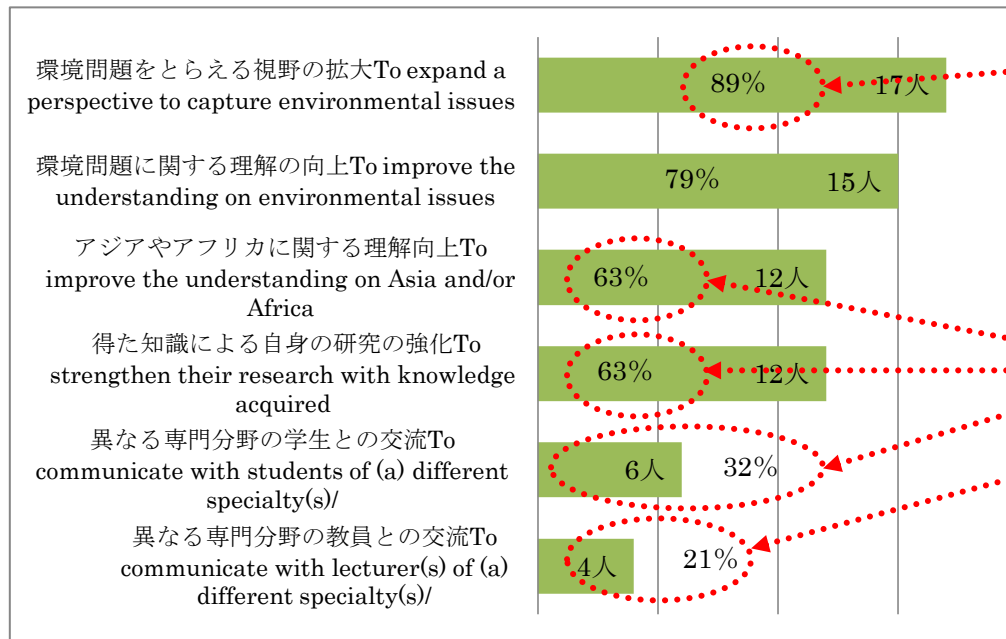 環境問題をとらえる視野の拡大To expand a
perspective to capture environmental issues
89%
17人
環境問題に関する理解の向上To improve the
understanding on environmental issues
79%
15人
アジアやアフリカに関する理解向上To
improve the understanding on Asia and/or
Africa
63%
12人
得た知識による自身の研究の強化To
strengthen their research with knowledge
acquired
63%
12人
異なる専門分野の学生との交流To
communicate with students of (a) different
specialty(s)/
6人
32%
異なる専門分野の教員との交流To
communicate with lecturer(s) of (a)
different specialty(s)/
4人
21%